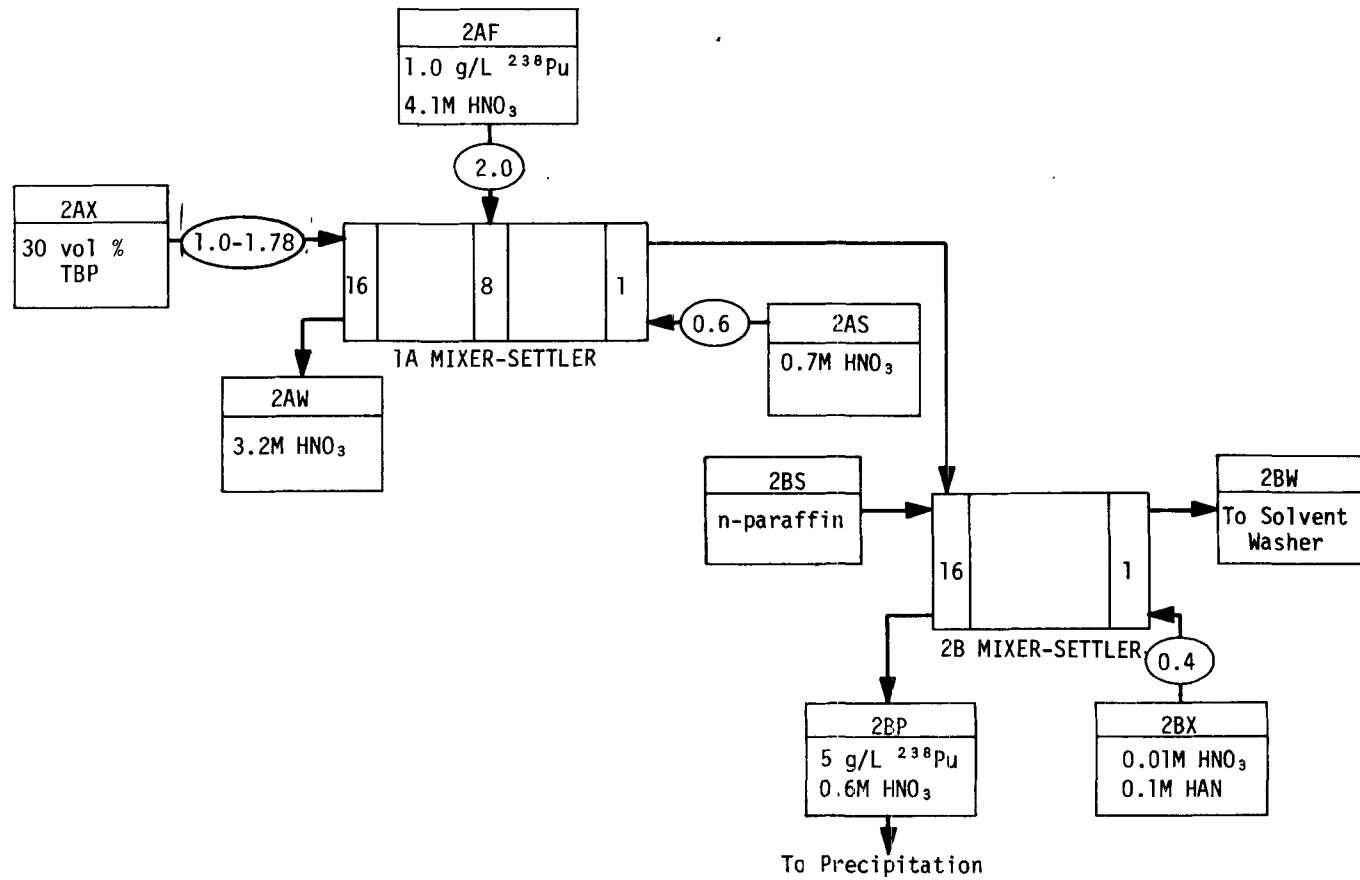 2AF
1.0 g/L ²³⁸Pu
4.1M HNO₃
2.0
2AX
30 vol %
TBP
1.0-1.78
16
8
1
1A MIXER-SETTLER
0.6
2AS
0.7M HNO₃
2AW
3.2M HNO₃
2BS
n-paraffin
16
1
2B MIXER-SETTLER
2BW
To Solvent
Washer
0.4
2BP
5 g/L ²³⁸Pu
0.6M HNO₃
2BX
0.01M HNO₃
0.1M HAN
To Precipitation